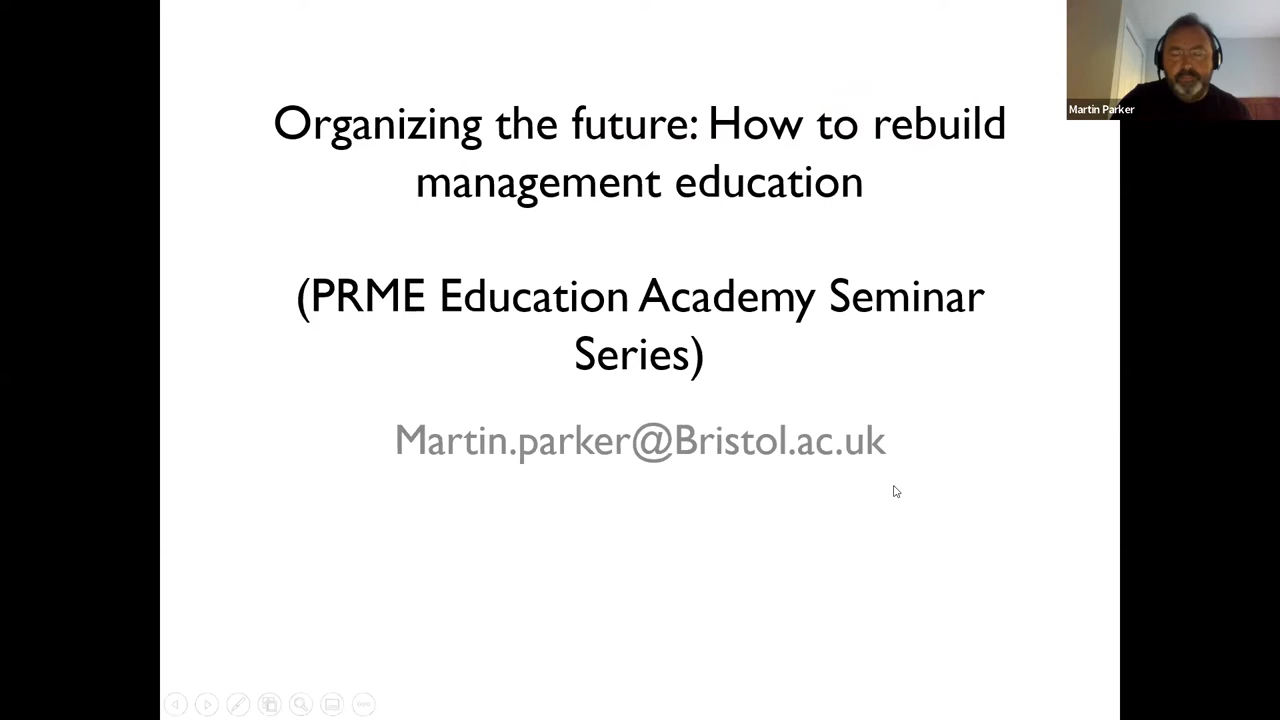 Organizing the future: How to rebuild
management education
(PRME Education Academy Seminar
Series)
Martin.parker@Bristol.ac.uk
Martin Parker